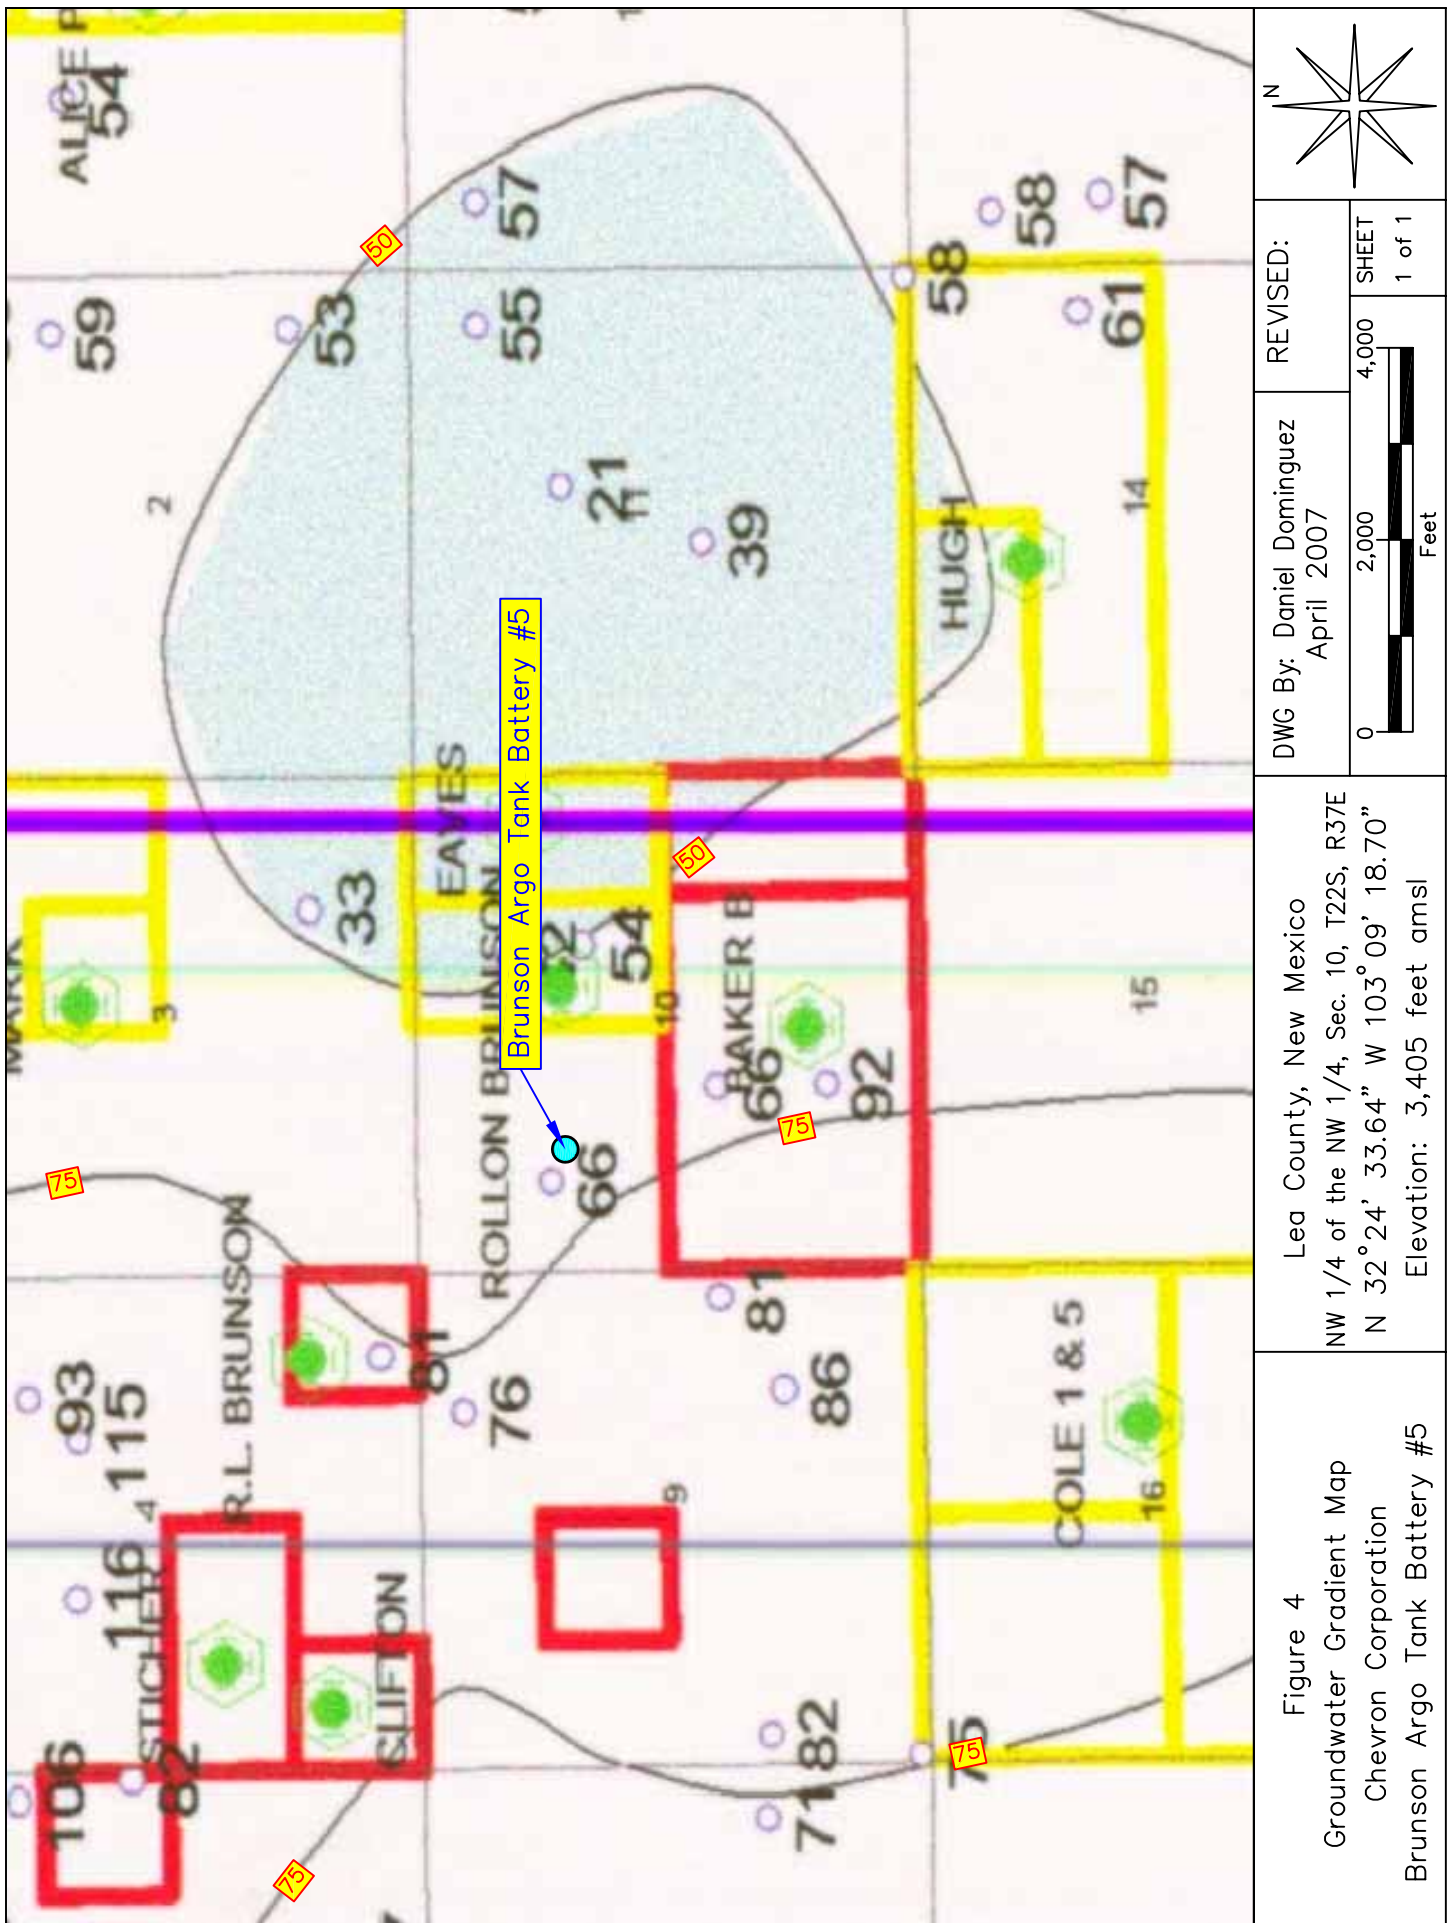 Figure 4
Groundwater Gradient Map
Chevron Corporation
Brunson Argo Tank Battery #5
Lea County, New Mexico
NW 1/4 of the NW 1/4, Sec. 10, T22S, R37E
N 32°24' 33.64" W 103°09' 18.70"
Elevation: 3,405 feet amsl
DWG By: Daniel Dominguez
April 2007
REVISED:
SHEET
1 of 1
0
2,000
4,000
Feet
N
Brunson Argo Tank Battery #5
106
82
116
STICHER
4
93
115
R.L. BRUNSON
CLIFTON
81
76
75
75
3
33
2
59
53
50
ALICE P
54
ROLLON BRUNSON
66
EAVES
54
10
21
11
39
55
57
9
81
86
82
71
75
75
BAKER B
66
92
75
50
HUGH
58
58
57
61
14
15
COLE 1 & 5
16